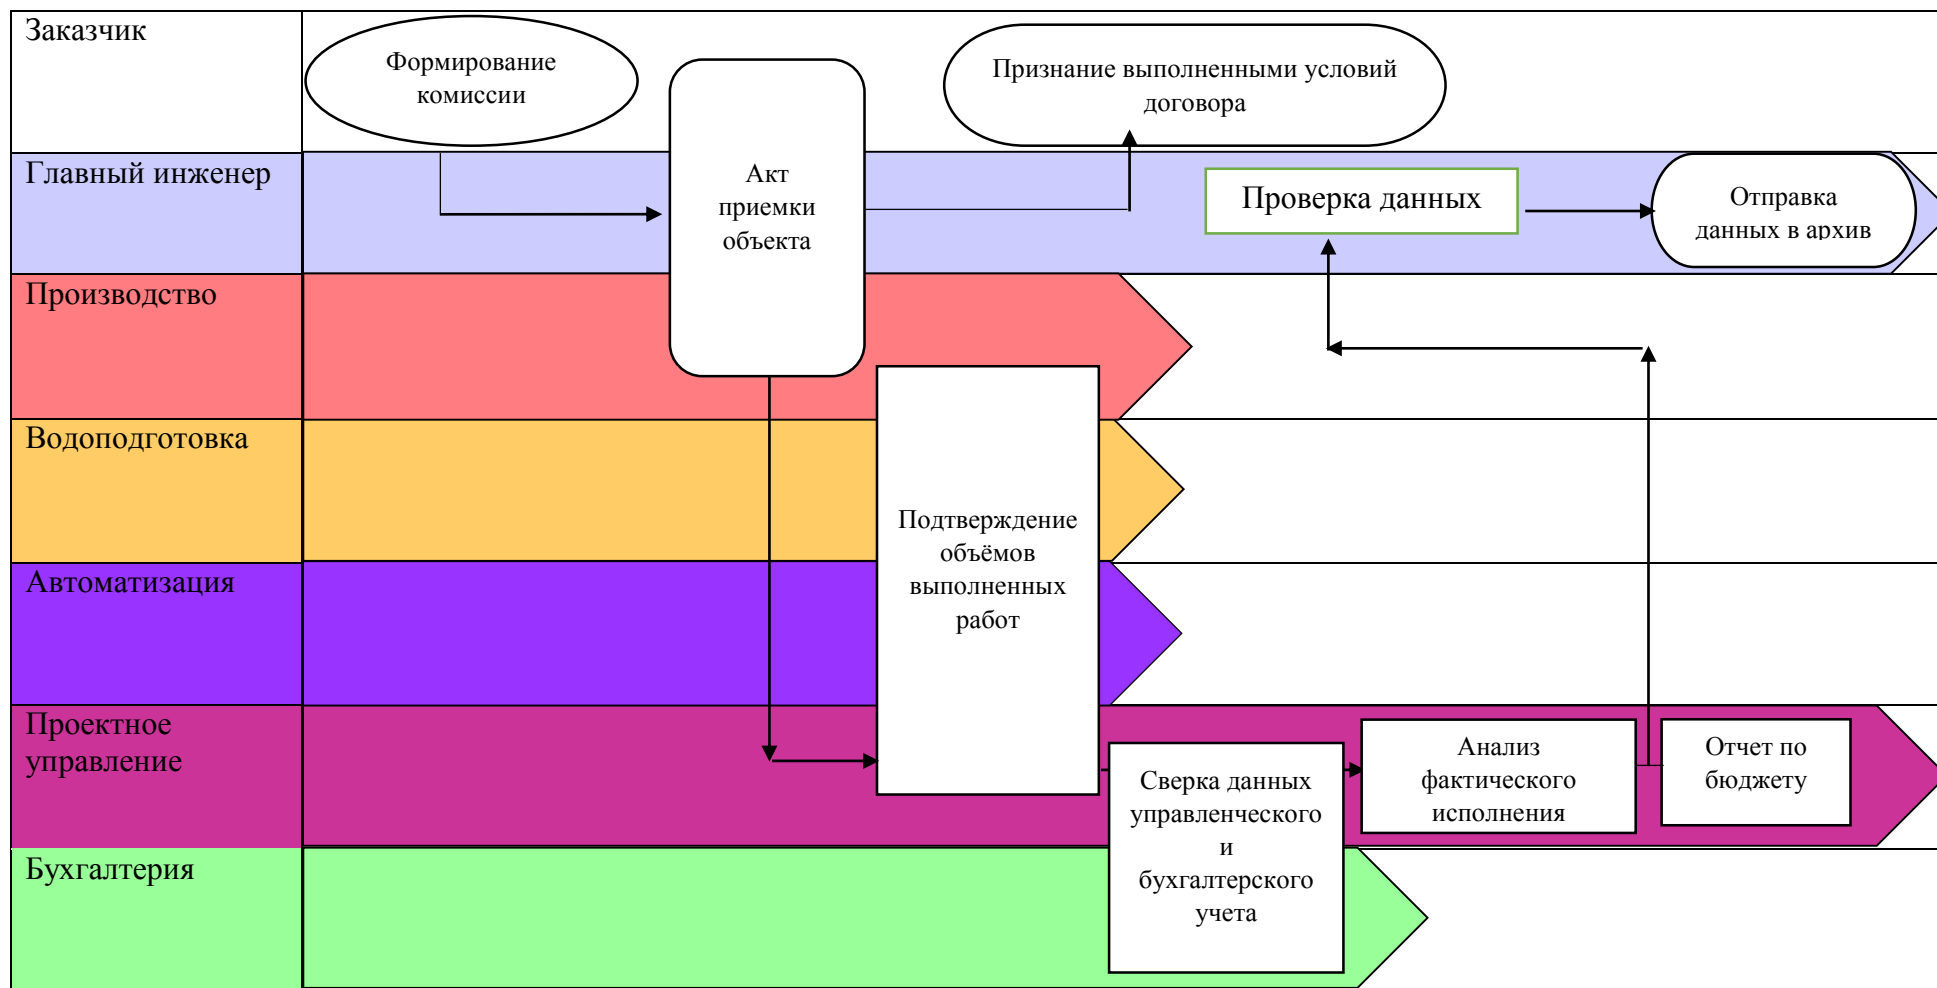 Заказчик
Формирование
комиссии
Признание выполненными условий
договора
Акт
приемки
объекта
Главный инженер
Проверка данных
Отправка
данных в архив
Производство
Водоподготовка
Подтверждение
объёмов
выполненных
работ
Автоматизация
Проектное
управление
Сверка данных
управленческого
и
бухгалтерского
учета
Анализ
фактического
исполнения
Отчет по
бюджету
Бухгалтерия